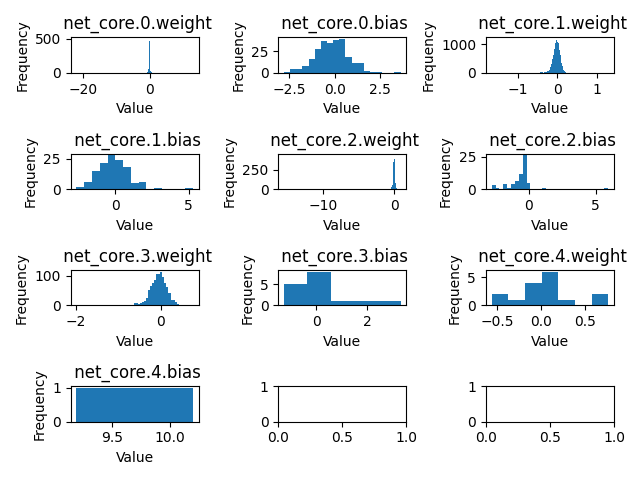 net_core.0.weight
Frequency
500
0
−20
0
Value
net_core.0.bias
Frequency
25
0
−2.5
0.0
2.5
Value
net_core.1.weight
Frequency
1000
0
−1
0
1
Value
net_core.1.bias
Frequency
25
0
0
5
Value
net_core.2.weight
Frequency
250
0
−10
0
Value
net_core.2.bias
Frequency
25
0
0
5
Value
net_core.3.weight
Frequency
100
0
−2
0
Value
net_core.3.bias
Frequency
5
0
0
2
Value
net_core.4.weight
Frequency
5
0
−0.5
0.0
0.5
Value
net_core.4.bias
Frequency
1
0
9.5
10.0
Value
1
0
0.0
0.5
1.0
1
0
0.0
0.5
1.0